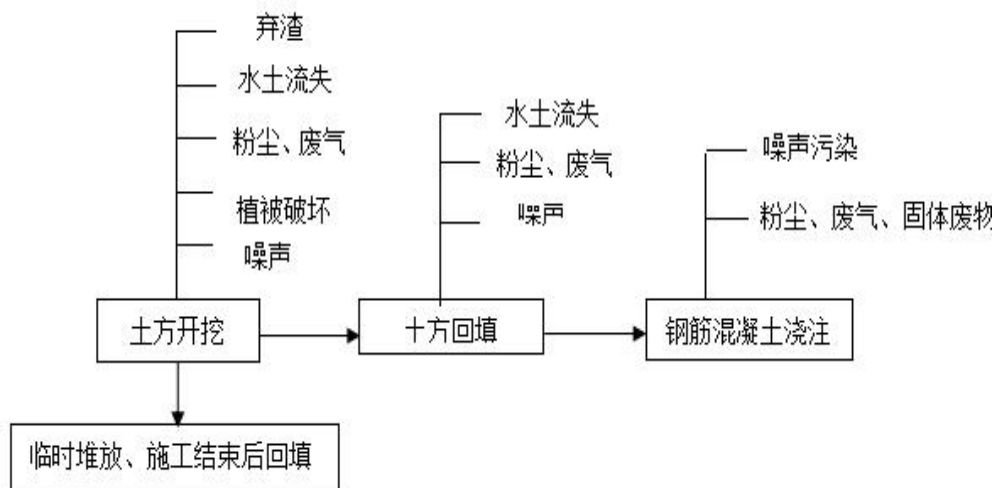 弃渣
水土流失
粉尘、废气
植被破坏
噪声
水土流失
粉尘、废气
噪声
噪声污染
粉尘、废气、固体废物
土方开挖
十方回填
钢筋混凝土浇注
临时堆放、施工结束后回填